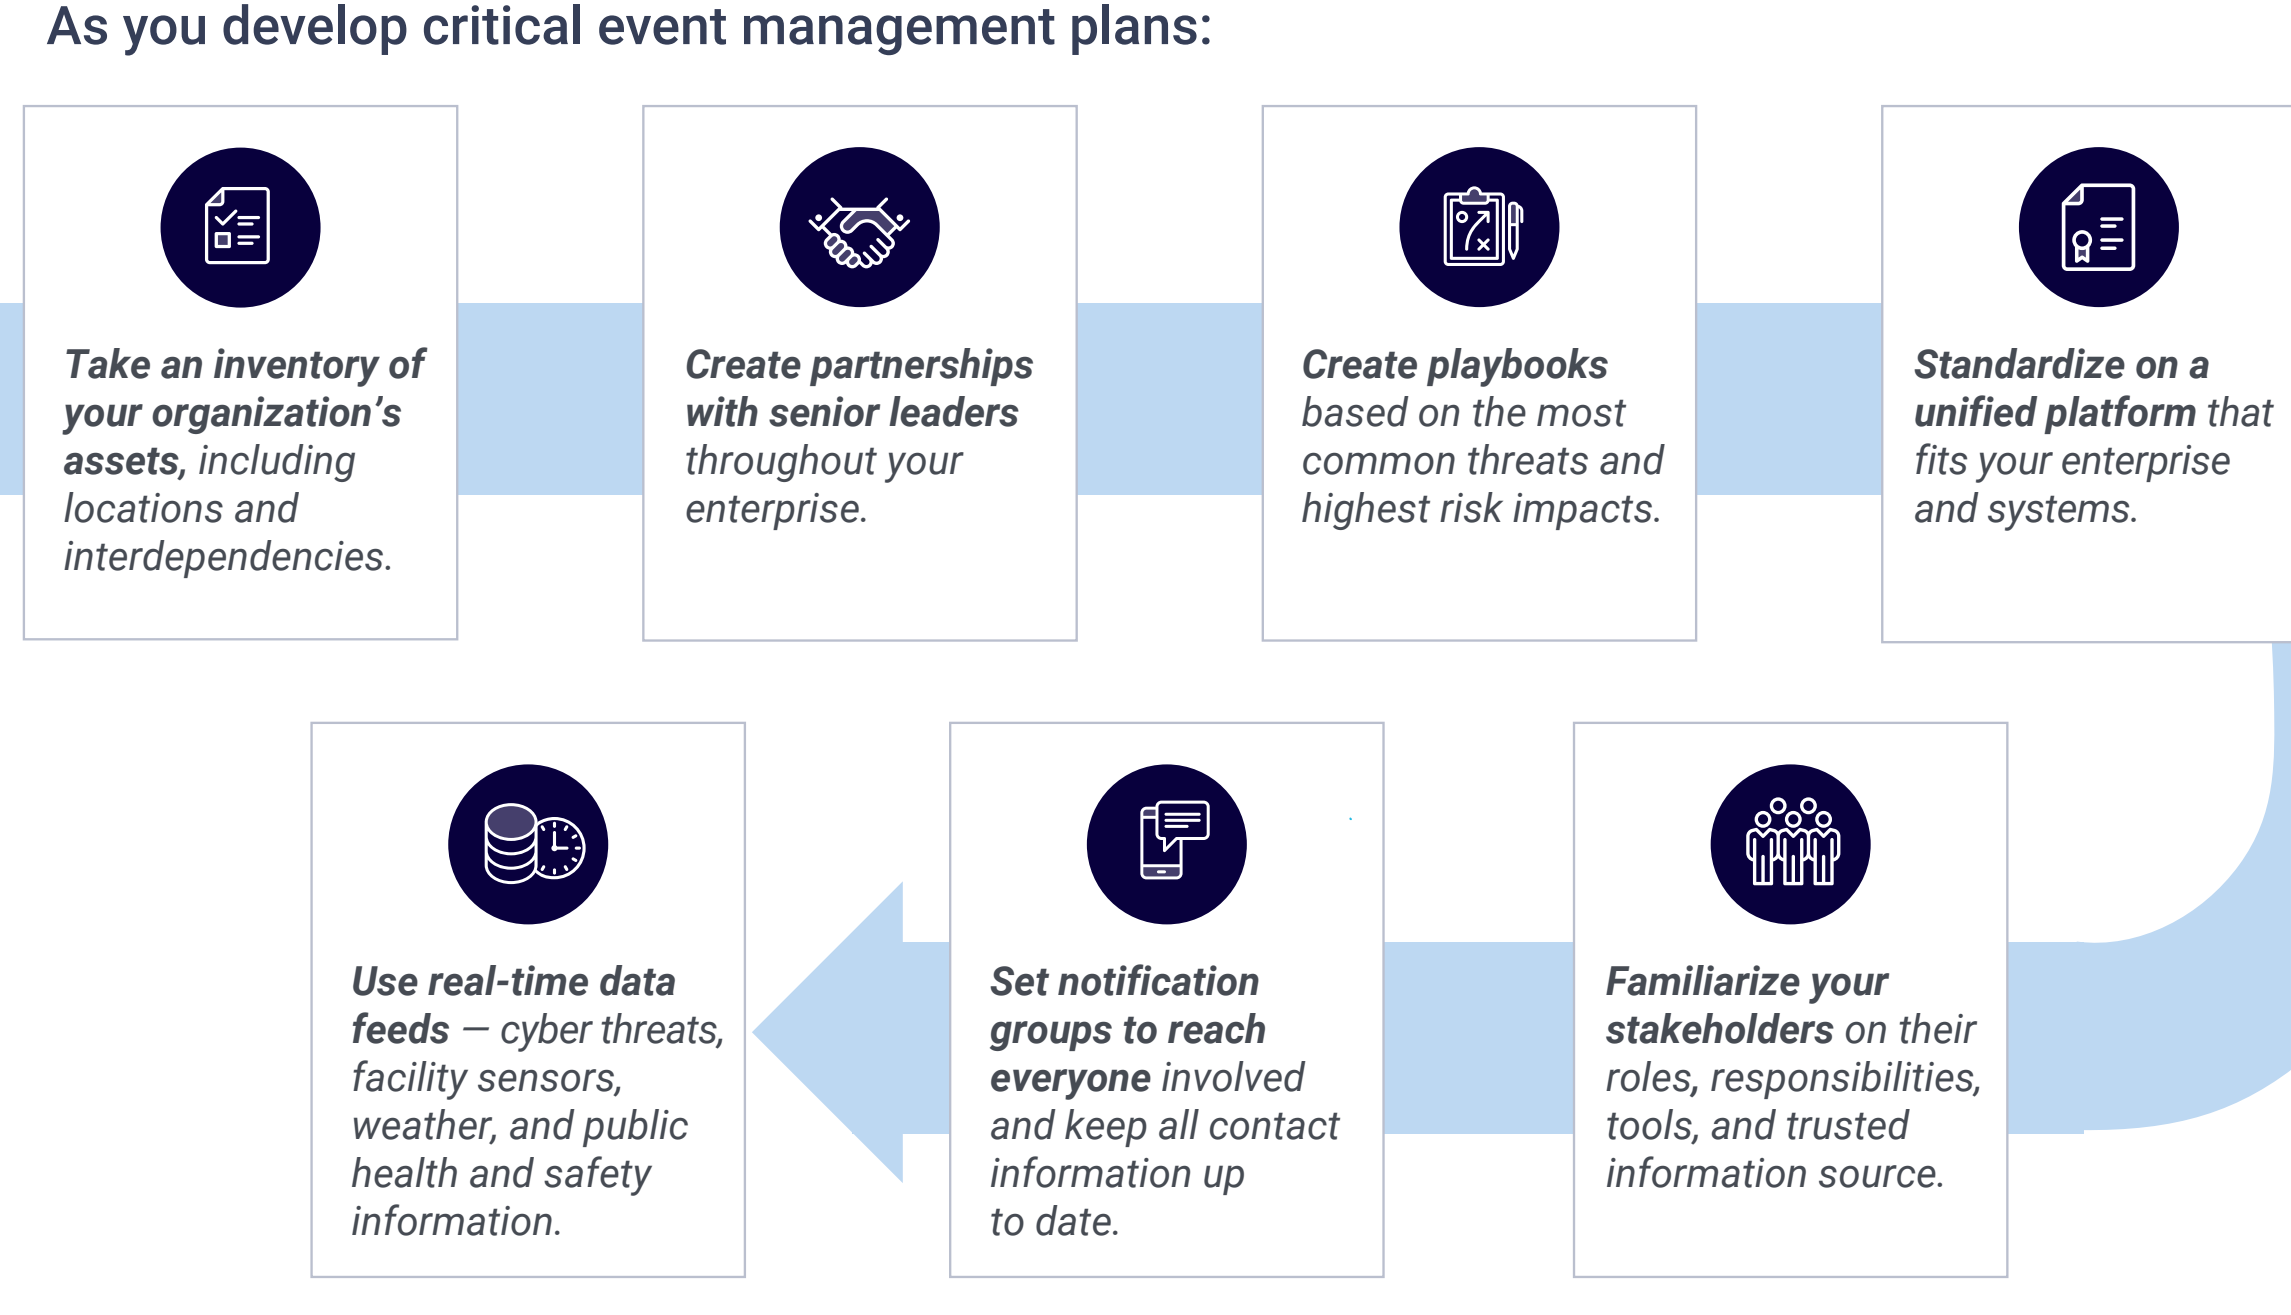 As you develop critical event management plans:
Take an inventory of
your organization's
assets, including
locations and
interdependencies.
Create partnerships
with senior leaders
throughout your
enterprise.
Create playbooks
based on the most
common threats and
highest risk impacts.
Standardize on a
unified platform that
fits your enterprise
and systems.
Familiarize your
stakeholders on their
roles, responsibilities,
tools, and trusted
information source.
Set notification
groups to reach
everyone involved
and keep all contact
information up
to date.
Use real-time data
feeds — cyber threats,
facility sensors,
weather, and public
health and safety
information.